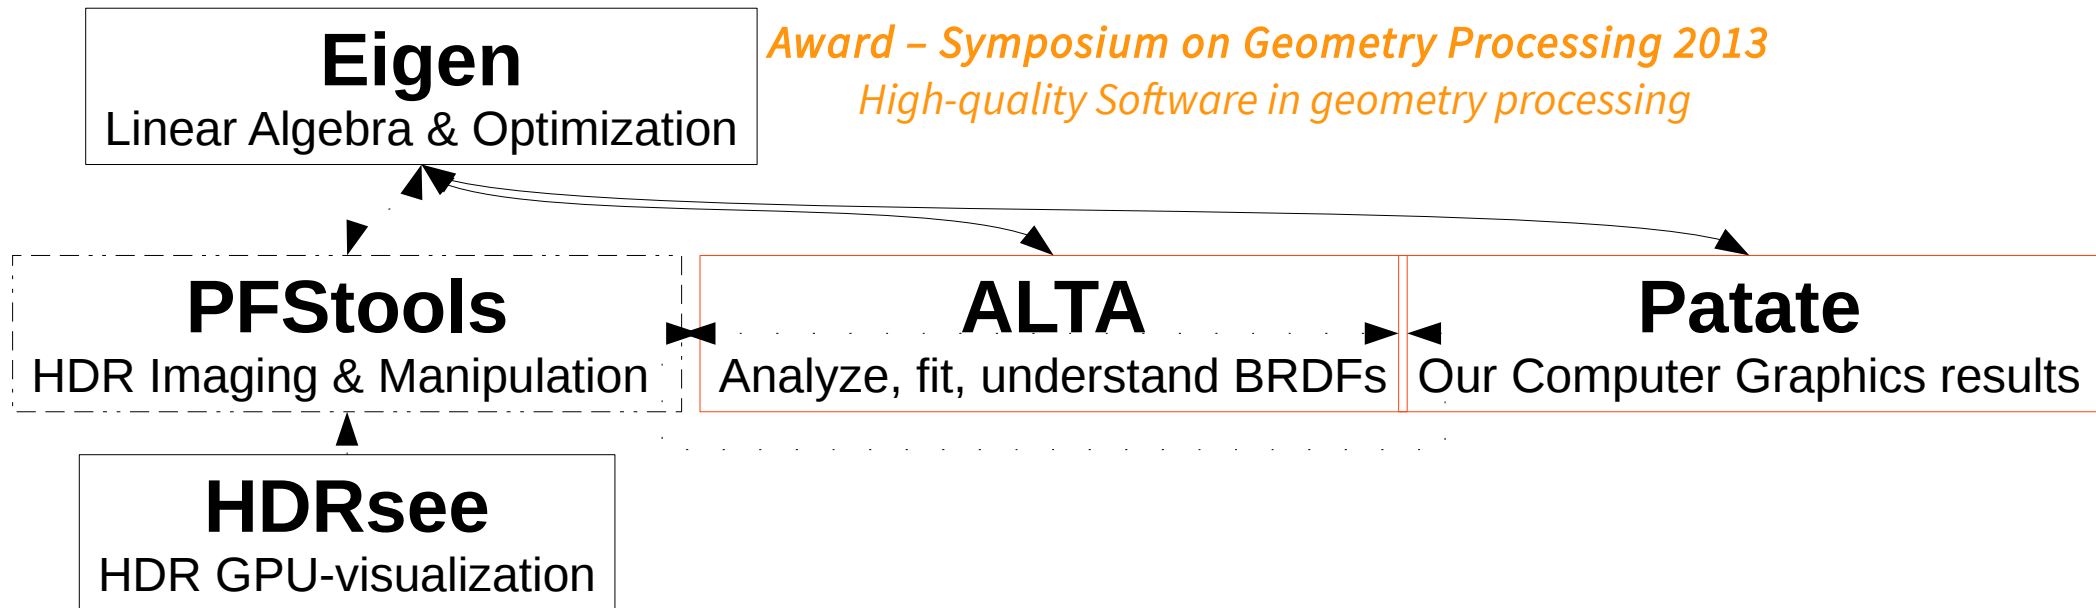 Eigen
Linear Algebra & Optimization
Award – Symposium on Geometry Processing 2013
High-quality Software in geometry processing
PFStools
HDR Imaging & Manipulation
ALTA
Analyze, fit, understand BRDFs
Patate
Our Computer Graphics results
HDRsee
HDR GPU-visualization